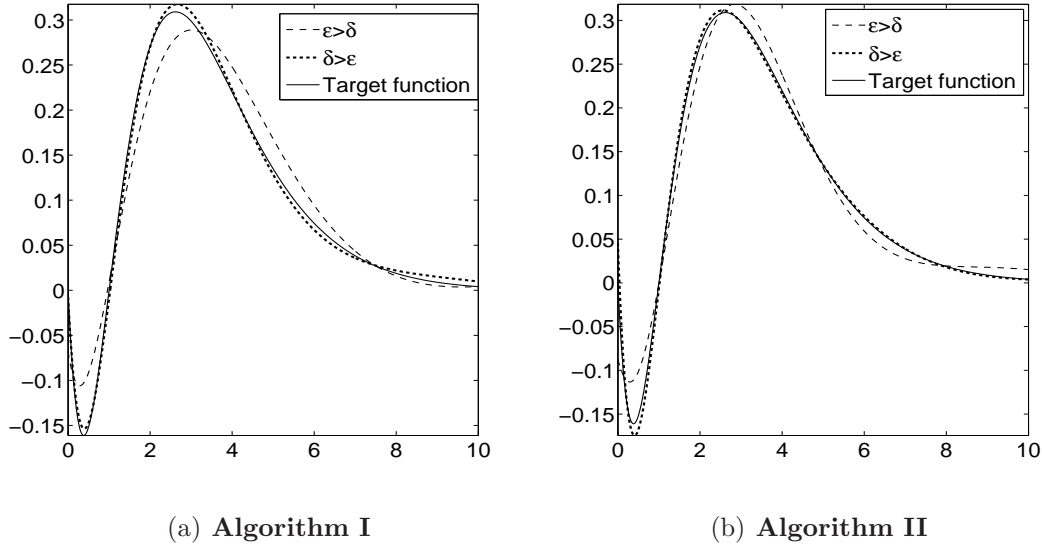 0.3
0.25
0.2
0.15
0.1
0.05
0
−0.05
−0.1
−0.15
0 2 4 6 8 10
ε>δ
δ>ε
Target function
(a) Algorithm I
0.3
0.25
0.2
0.15
0.1
0.05
0
−0.05
−0.1
−0.15
0 2 4 6 8 10
ε>δ
δ>ε
Target function
(b) Algorithm II